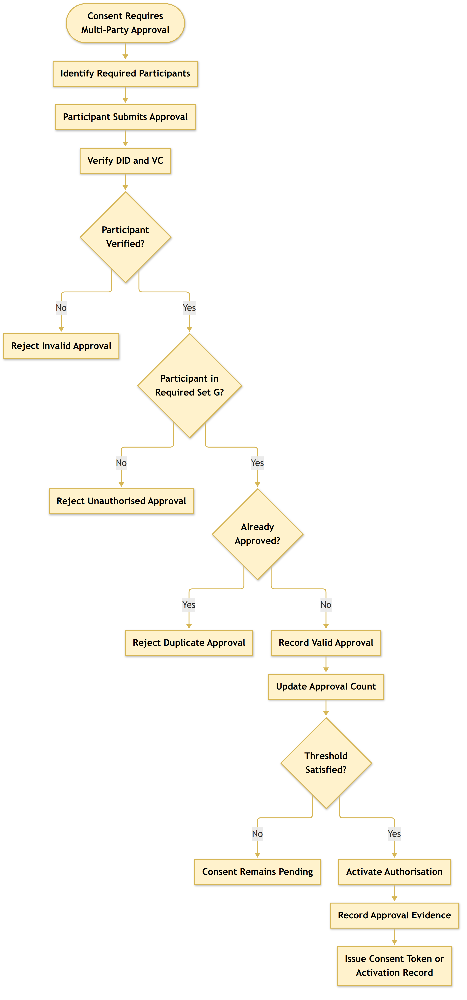 Consent Requires
Multi-Party Approval
Identify Required Participants
Participant Submits Approval
Verify DID and VC
Participant
Verified?
No
Yes
Reject Invalid Approval
Participant in
Required Set G?
No
Yes
Reject Unauthorised Approval
Already
Approved?
Yes
No
Reject Duplicate Approval
Record Valid Approval
Update Approval Count
Threshold
Satisfied?
No
Yes
Consent Remains Pending
Activate Authorisation
Record Approval Evidence
Issue Consent Token or
Activation Record